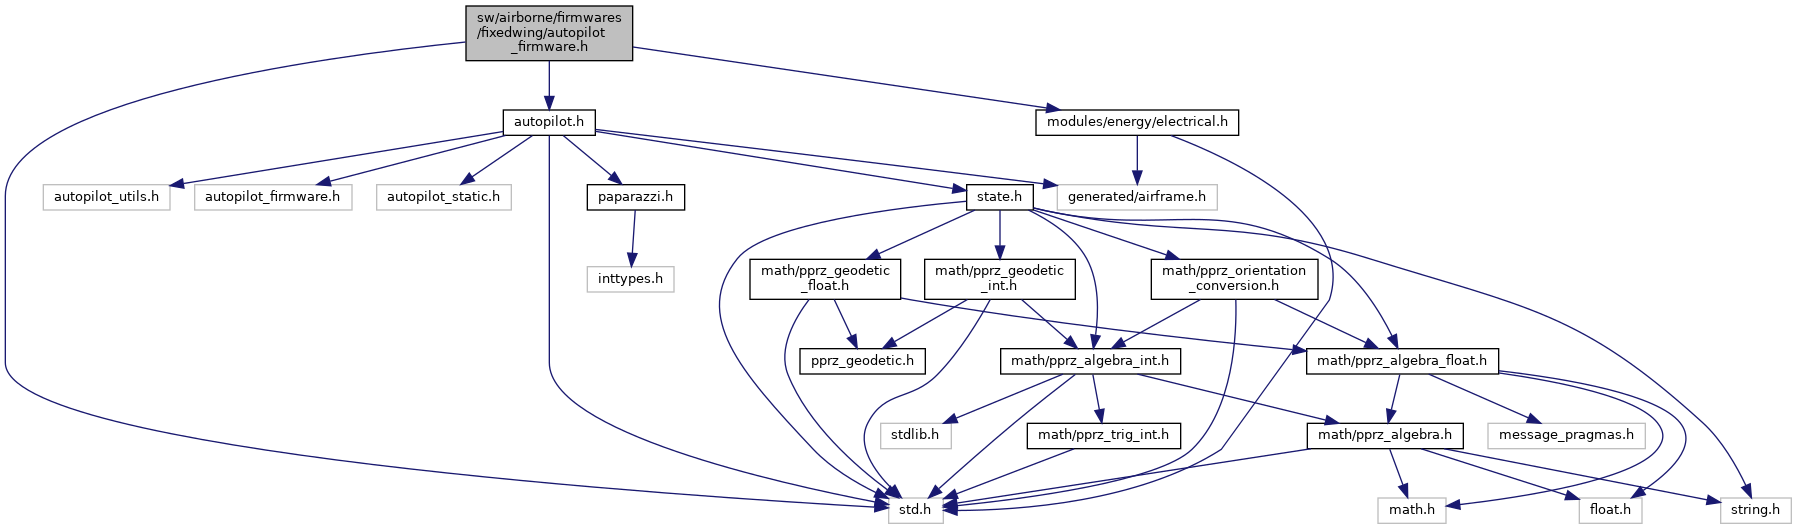 sw/airborne/firmwares
/fixedwing/autopilot
_firmware.h
autopilot.h
modules/energy/electrical.h
autopilot_utils.h
autopilot_firmware.h
autopilot_static.h
paparazzi.h
state.h
generated/airframe.h
inttypes.h
math/pprz_geodetic
_float.h
math/pprz_geodetic
_int.h
math/pprz_orientation
_conversion.h
pprz_geodetic.h
math/pprz_algebra_int.h
math/pprz_algebra_float.h
stdlib.h
math/pprz_trig_int.h
math/pprz_algebra.h
message_pragmas.h
std.h
math.h
float.h
string.h